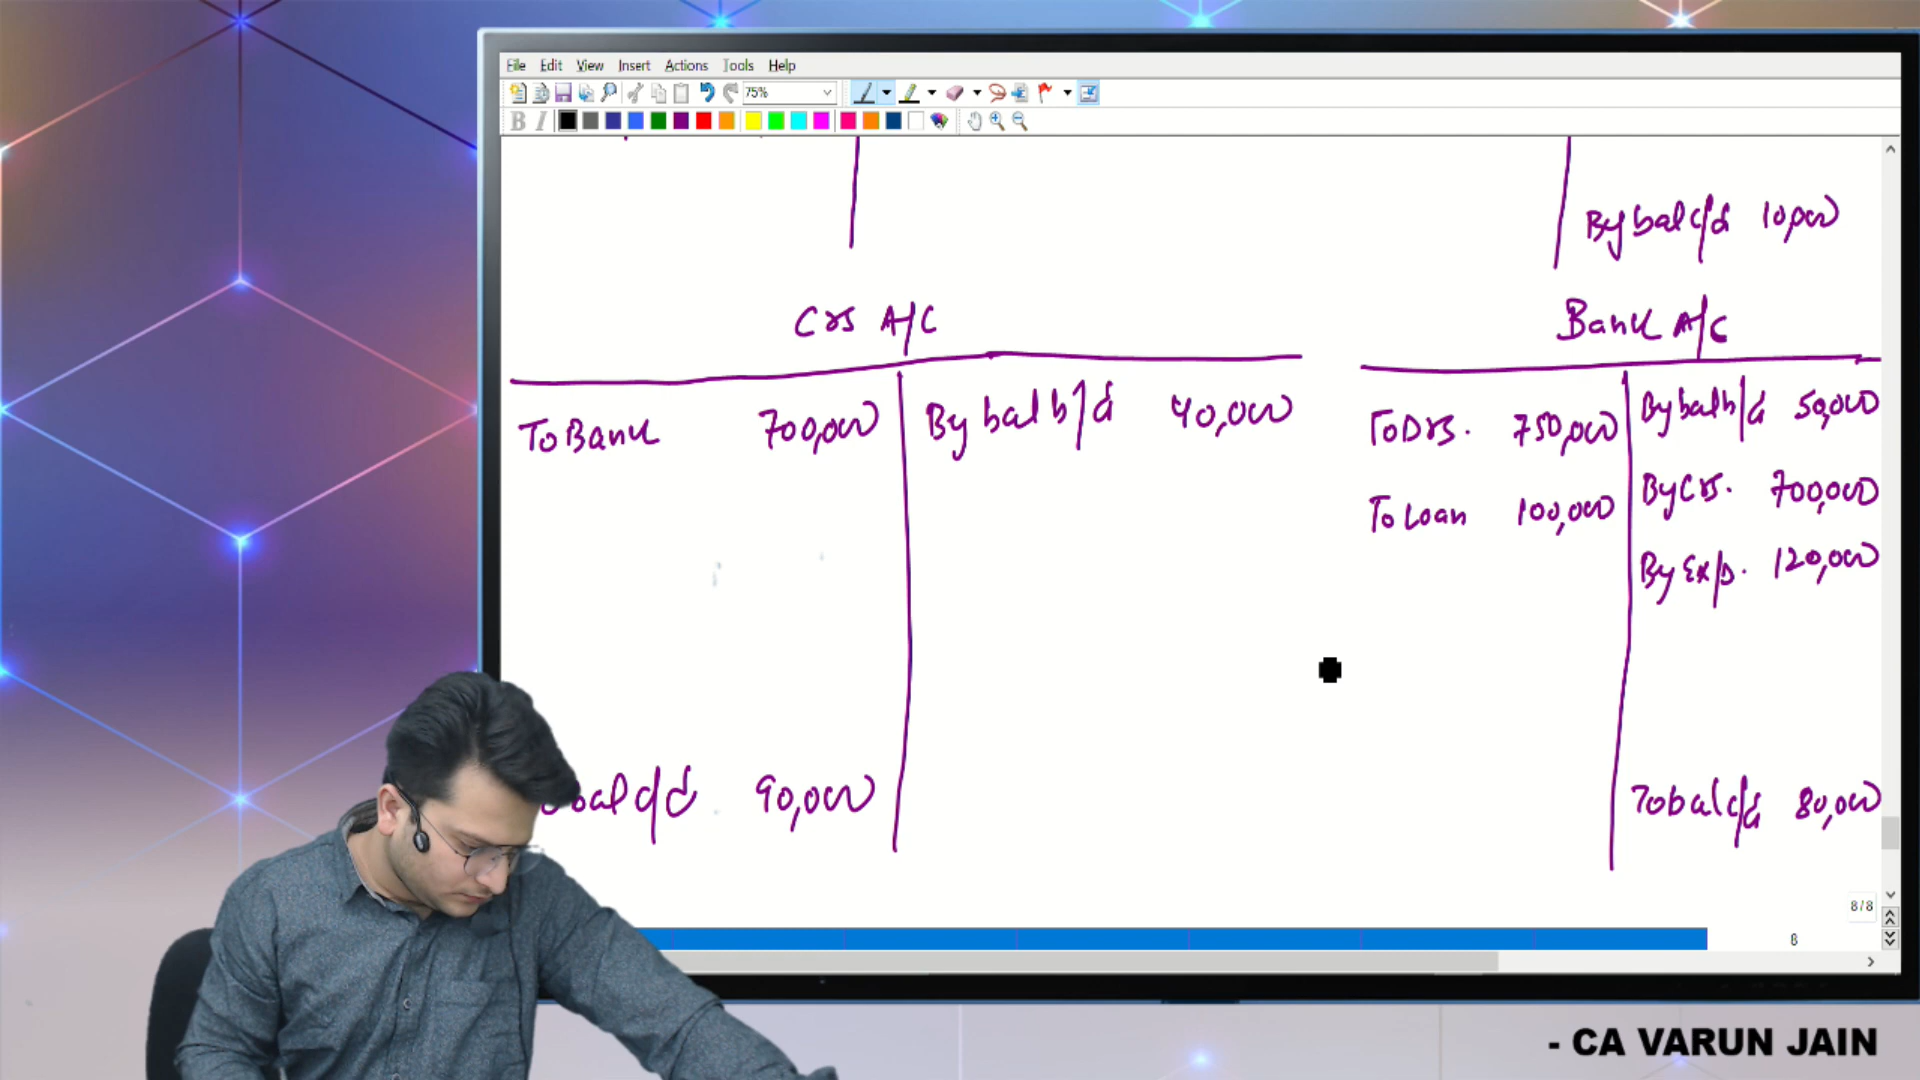 File Edit View Insert Actions Tools Help
75%
B I
By bal c/d 10,000
Crs A/C
To Bank 700,000
By bal b/d 40,000
bal c/d 90,000
Bank A/C
To Drs. 750,000
By bal b/d 50,000
To Loan 100,000
By Crs. 700,000
By Exp. 120,000
To bal c/d 80,000
8/8
8
- CA VARUN JAIN